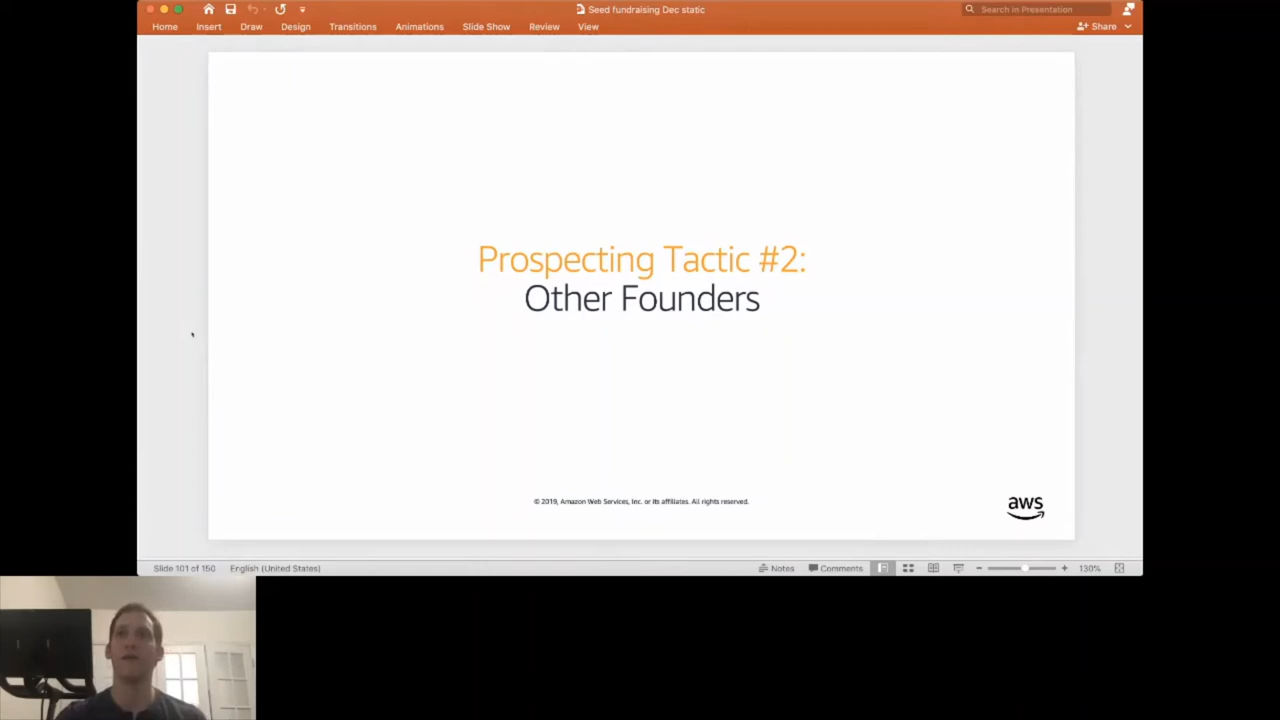 Seed fundraising Dec static
Search in Presentation
Home Insert Draw Design Transitions Animations Slide Show Review View Share
Prospecting Tactic #2:
Other Founders
© 2019, Amazon Web Services, Inc. or its affiliates. All rights reserved.
aws
Slide 101 of 150 English (United States) Notes Comments 130%